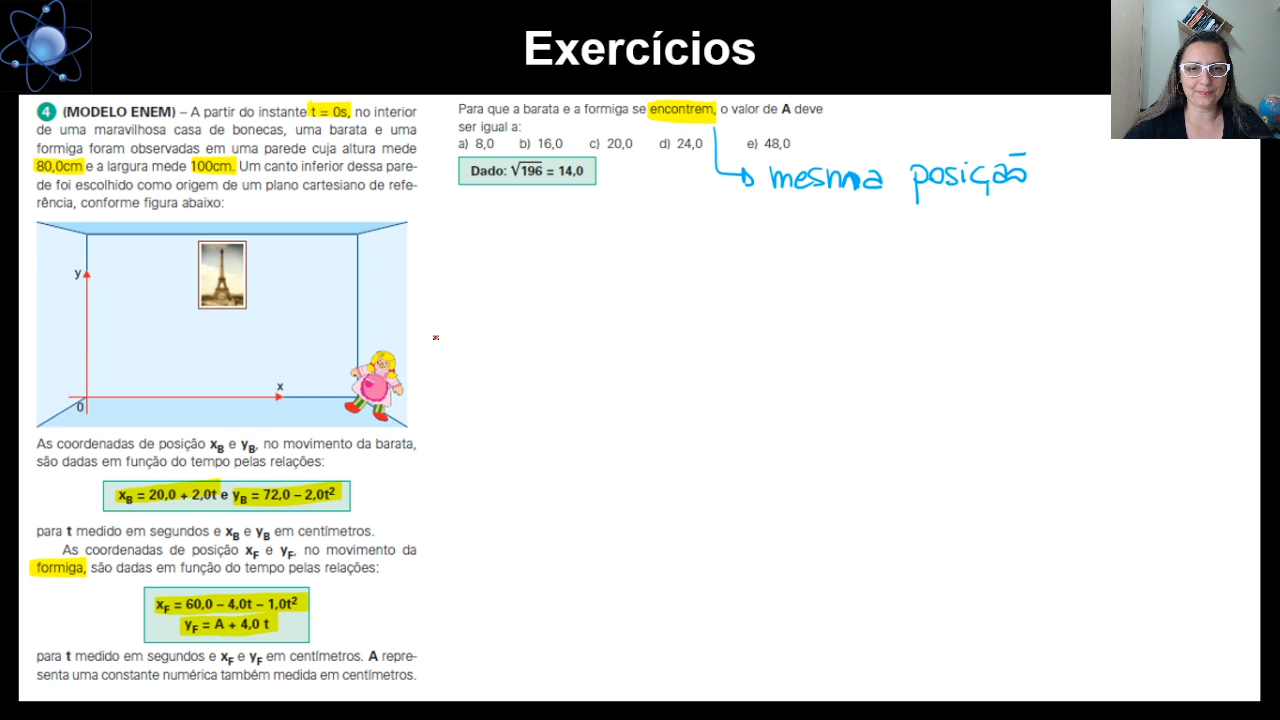 Exercícios
4 (MODELO ENEM) – A partir do instante t = 0s, no interior
de uma maravilhosa casa de bonecas, uma barata e uma
formiga foram observadas em uma parede cuja altura mede
80,0cm e a largura mede 100cm. Um canto inferior dessa pare-
de foi escolhido como origem de um plano cartesiano de refe-
rência, conforme figura abaixo:
y
x
0
As coordenadas de posição xB e yB, no movimento da barata,
são dadas em função do tempo pelas relações:
xB = 20,0 + 2,0t e yB = 72,0 – 2,0t²
para t medido em segundos e xB e yB em centímetros.
As coordenadas de posição xF e yF, no movimento da
formiga, são dadas em função do tempo pelas relações:
xF = 60,0 – 4,0t – 1,0t²
yF = A + 4,0 t
para t medido em segundos e xF e yF em centímetros. A repre-
senta uma constante numérica também medida em centímetros.
Para que a barata e a formiga se encontrem, o valor de A deve
ser igual a:
a) 8,0 b) 16,0 c) 20,0 d) 24,0 e) 48,0
Dado: √196 = 14,0
mesma posição